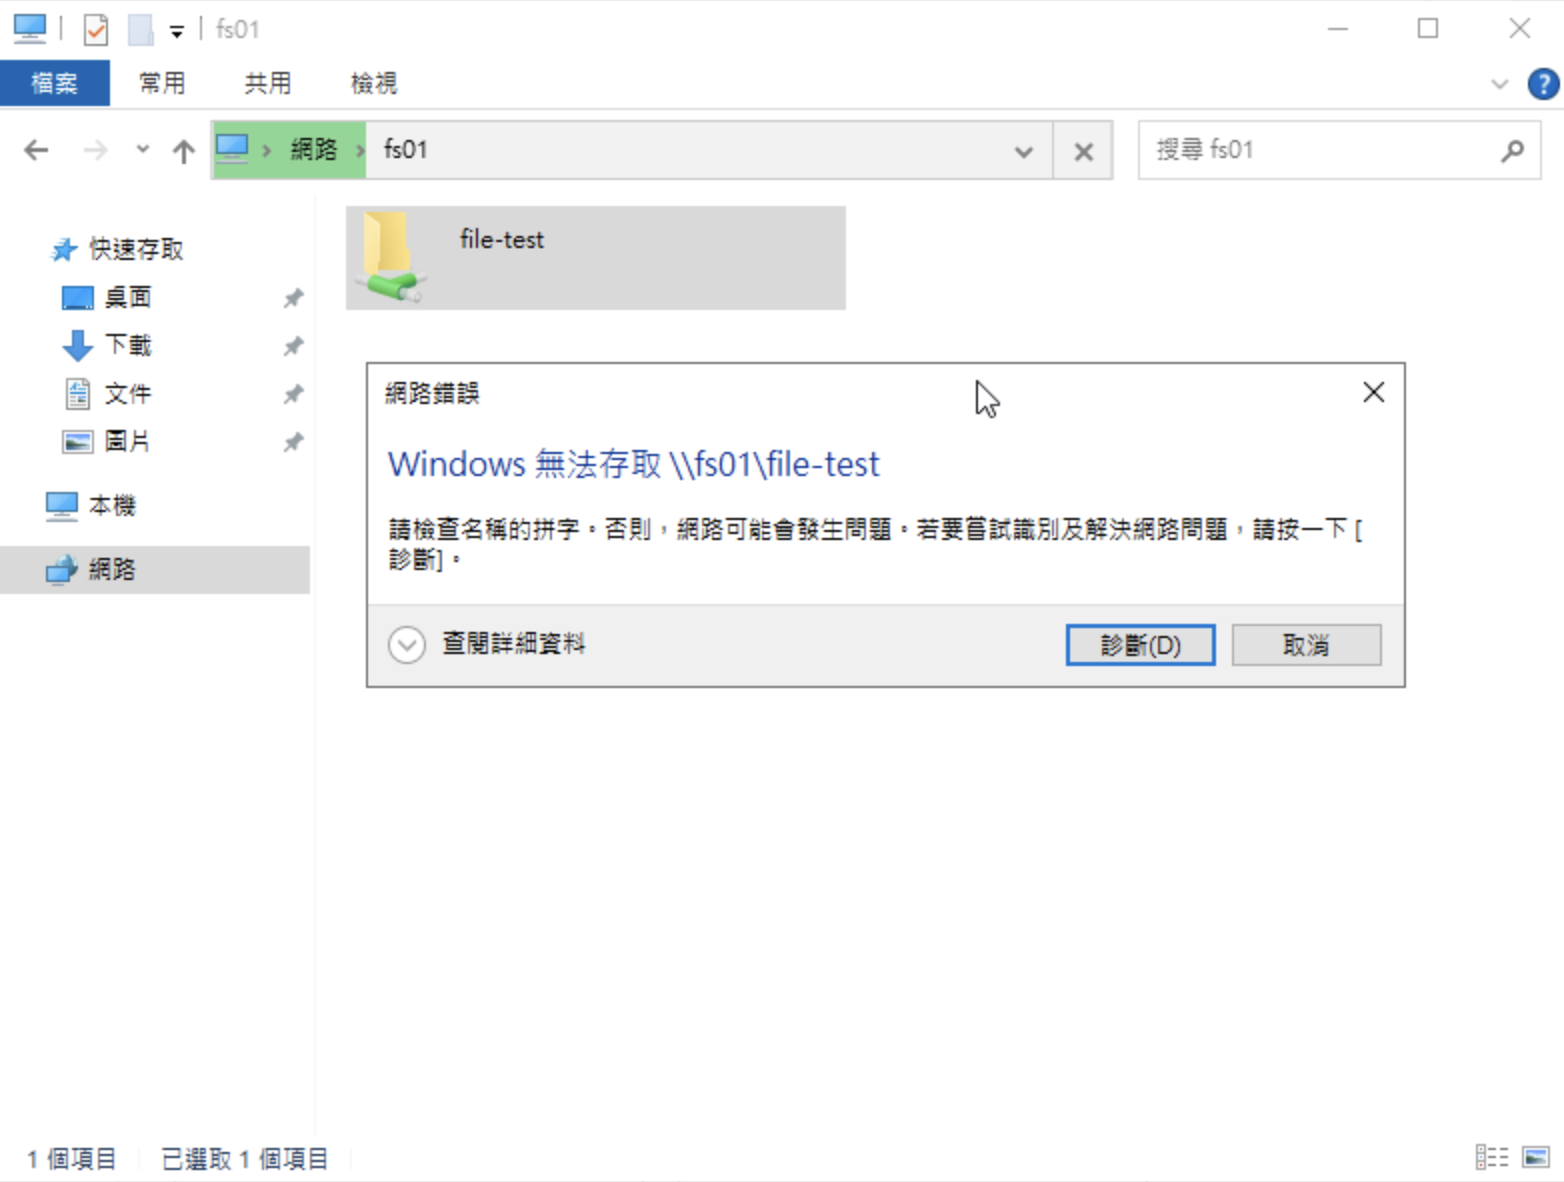 fs01
檔案 常用 共用 檢視
網路 fs01 搜尋 fs01
快速存取
桌面
下載
文件
圖片
本機
網路
file-test
網路錯誤
Windows 無法存取 \\fs01\file-test
請檢查名稱的拼字。否則，網路可能會發生問題。若要嘗試識別及解決網路問題，請按一下 [
診斷]。
查閱詳細資料 診斷(D) 取消
1 個項目 已選取 1 個項目